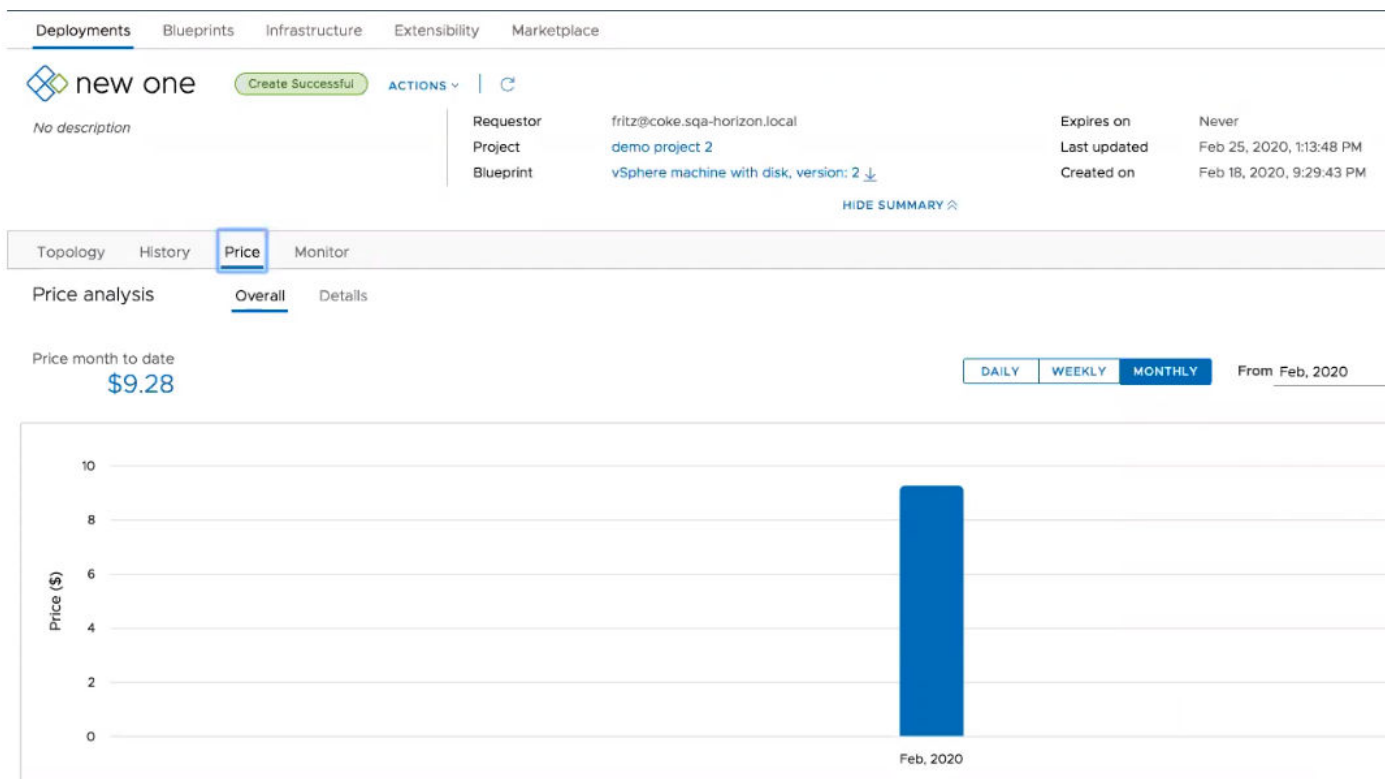 Deployments Blueprints Infrastructure Extensibility Marketplace
new one Create Successful ACTIONS
No description
Requestor fritz@coke.sqa-horizon.local Expires on Never
Project demo project 2 Last updated Feb 25, 2020, 1:13:48 PM
Blueprint vSphere machine with disk, version: 2 Created on Feb 18, 2020, 9:29:43 PM
HIDE SUMMARY
Topology History Price Monitor
Price analysis Overall Details
Price month to date
$9.28
DAILY WEEKLY MONTHLY From Feb, 2020
10
8
6
4
2
0
Price ($)
Feb, 2020